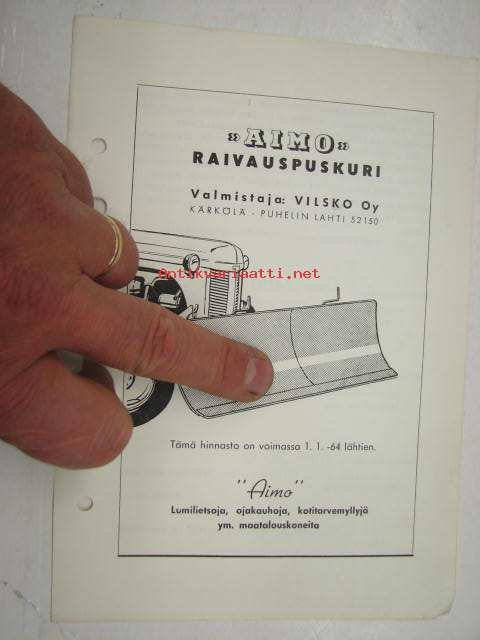 »AIMO»
RAIVAUSPUSKURI
Valmistaja: VILSKO Oy
KÄRKÖLÄ - PUHELIN LAHTI 52150
Antikvariaatti.net
Tämä hinnasto on voimassa 1. 1. -64 lähtien.
"Aimo"
Lumilietsoja, ojakauhoja, kotitarvemyllyjä
ym. maatalouskoneita